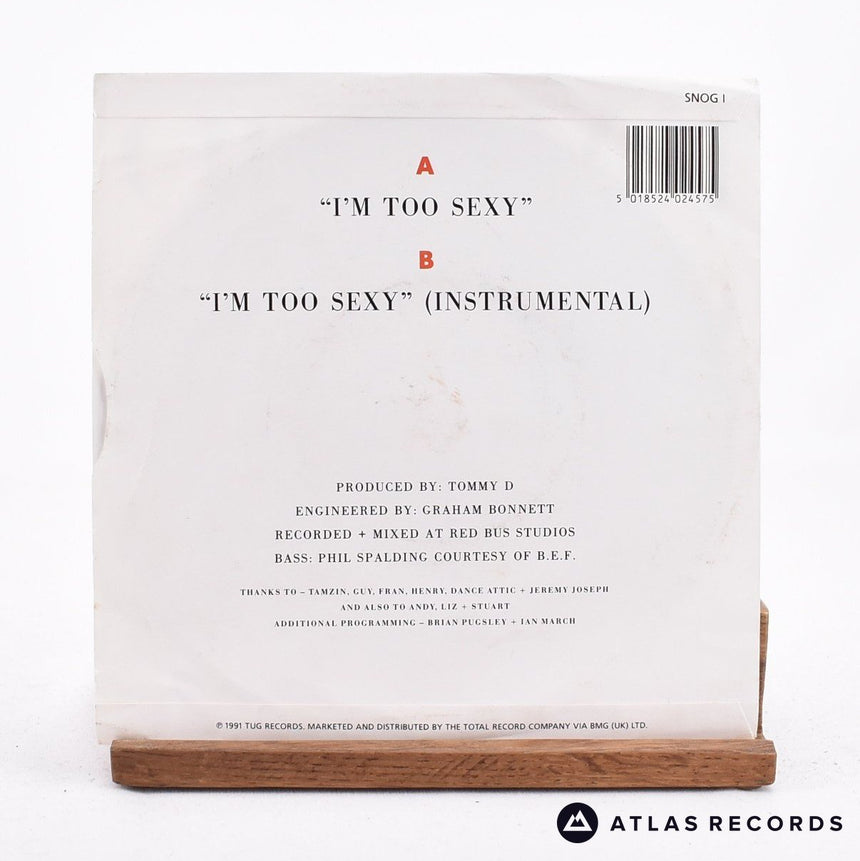 SNOG I
5 018524 024575
A
“I'M TOO SEXY”
B
“I'M TOO SEXY” (INSTRUMENTAL)
PRODUCED BY: TOMMY D
ENGINEERED BY: GRAHAM BONNETT
RECORDED + MIXED AT RED BUS STUDIOS
BASS: PHIL SPALDING COURTESY OF B.E.F.
THANKS TO – TAMZIN, GUY, FRAN, HENRY, DANCE ATTIC + JEREMY JOSEPH
AND ALSO TO ANDY, LIZ + STUART
ADDITIONAL PROGRAMMING – BRIAN PUGSLEY + IAN MARCH
℗ 1991 TUG RECORDS. MARKETED AND DISTRIBUTED BY THE TOTAL RECORD COMPANY VIA BMG (UK) LTD.
ATLAS RECORDS